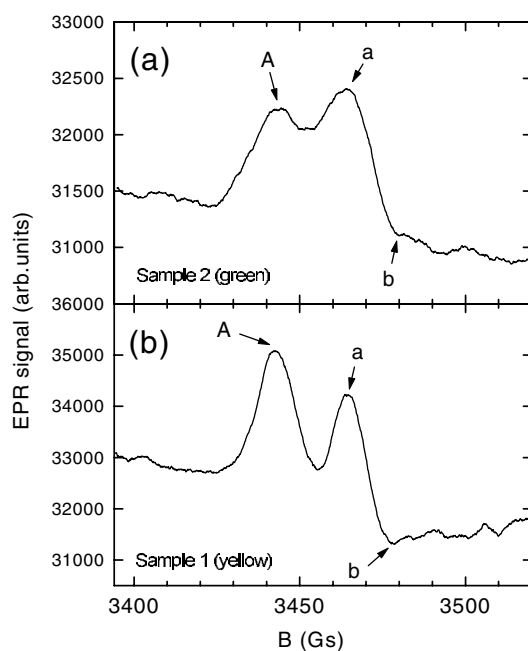 33000
(a)
A
a
32500
32000
31500
31000
b
Sample 2 (green)
36000
EPR signal (arb.units)
(b)
A
a
35000
34000
33000
32000
31000
b
Sample 1 (yellow)
3400
3450
3500
B (Gs)